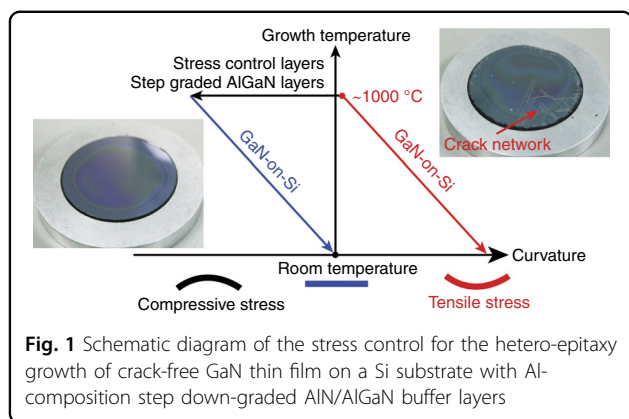 Growth temperature
Stress control layers
Step graded AlGaN layers
~1000 °C
GaN-on-Si
GaN-on-Si
Crack network
Curvature
Room temperature
Compressive stress
Tensile stress
Fig. 1 Schematic diagram of the stress control for the hetero-epitaxy
growth of crack-free GaN thin film on a Si substrate with Al-
composition step down-graded AlN/AlGaN buffer layers